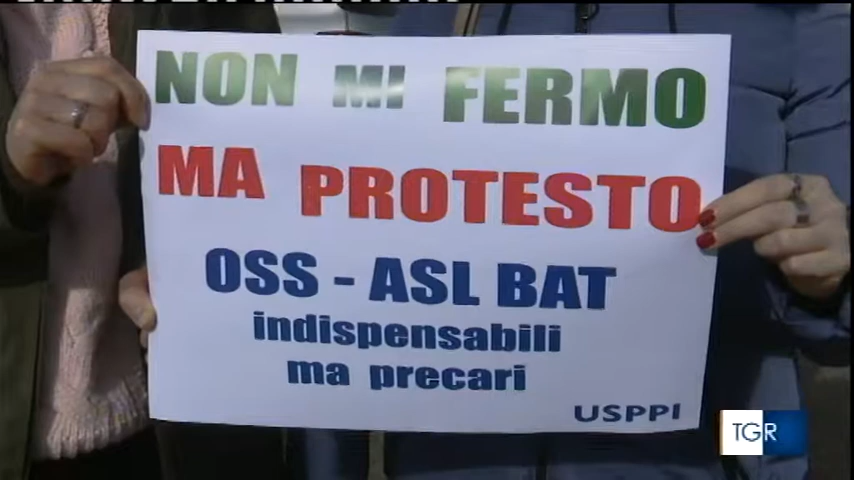 NON MI FERMO
MA PROTESTO
OSS - ASL BAT
indispensabili
ma precari
USPPI
TGR